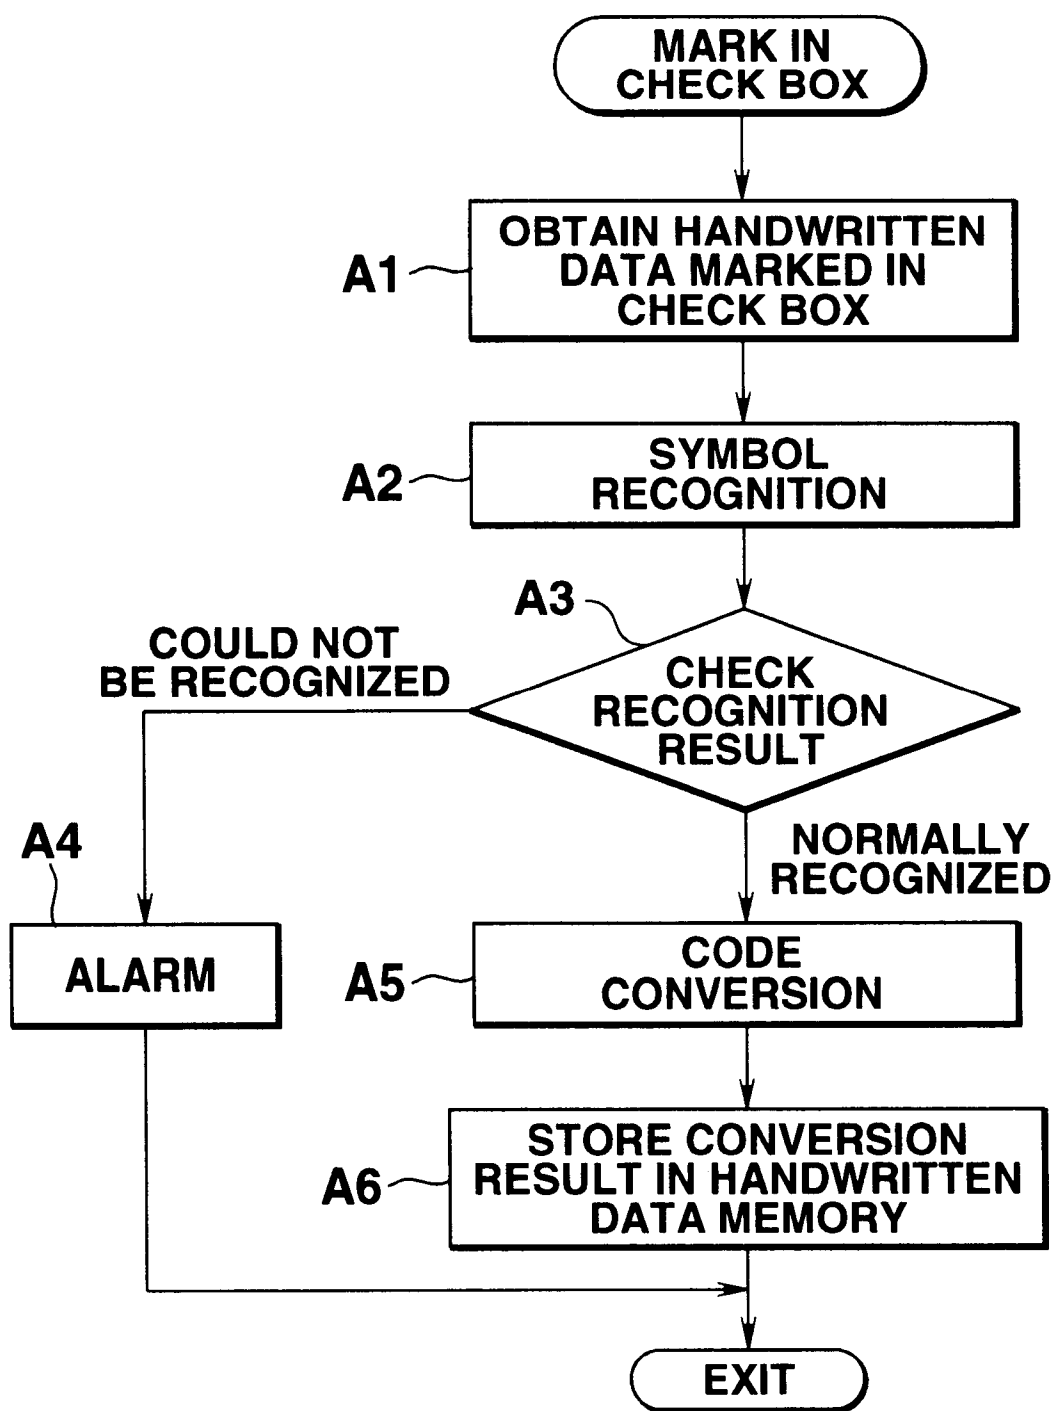 MARK IN
CHECK BOX
A1
OBTAIN HANDWRITTEN
DATA MARKED IN
CHECK BOX
A2
SYMBOL
RECOGNITION
A3
CHECK
RECOGNITION
RESULT
COULD NOT
BE RECOGNIZED
NORMALLY
RECOGNIZED
A4
ALARM
A5
CODE
CONVERSION
A6
STORE CONVERSION
RESULT IN HANDWRITTEN
DATA MEMORY
EXIT